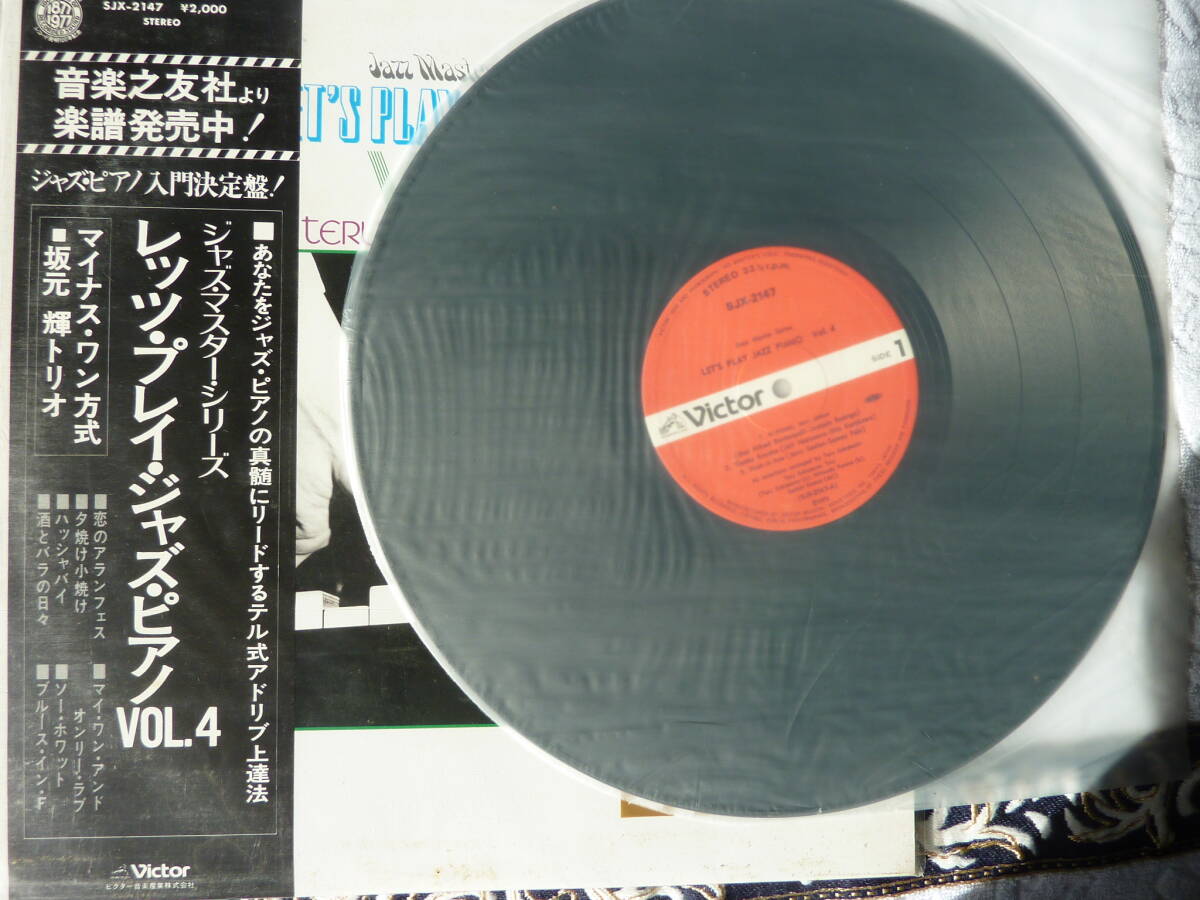 1877 1977
SJX-2147 ¥2,000
STEREO
音楽之友社より
楽譜発売中!
ジャズ・ピアノ入門決定盤!
■あなたをジャズ・ピアノの真髄にリードするテル式アドリブ上達法
ジャズマスター・シリーズ
レッツ・プレイ・ジャズ・ピアノ
VOL.4
マイナス・ワン方式
■坂元 輝トリオ
■恋のアランフェス
■夕焼け小焼け
■ハッシャバイ
■酒とバラの日々
■マイ・ワン・アンド
オンリー・ラブ
■ソー・ホワット
■ブルース・イン・F
Victor
ビクター音楽産業株式会社
Jazz Mast
ET'S PLAY
V
TERU
STEREO 33⅓ r.p.m.
SJX-2147
LET'S PLAY JAZZ PIANO Vol. 4
SIDE 1
Victor